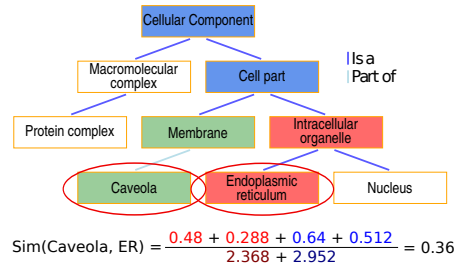 Cellular Component
Is a
Part of
Macromolecular
complex
Cell part
Protein complex
Membrane
Intracellular
organelle
Caveola
Endoplasmic
reticulum
Nucleus
0.48 + 0.288 + 0.64 + 0.512
Sim(Caveola, ER) = = 0.36
2.368 + 2.952